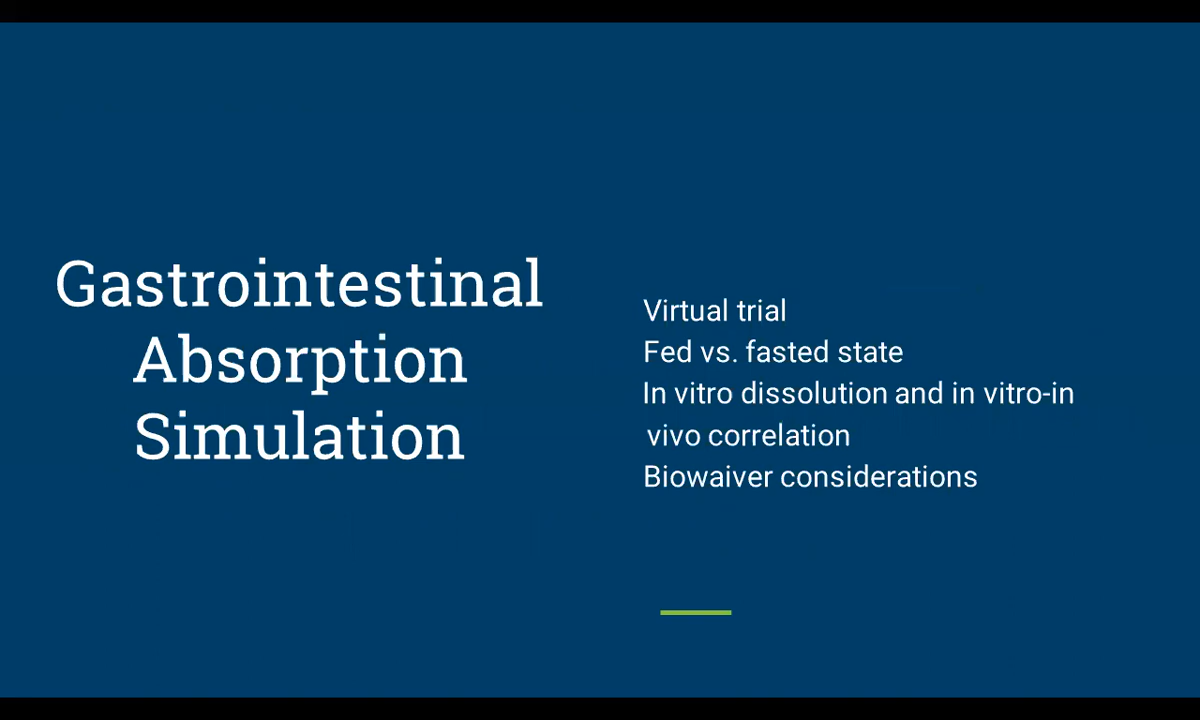 Gastrointestinal
Absorption
Simulation
Virtual trial
Fed vs. fasted state
In vitro dissolution and in vitro-in
vivo correlation
Biowaiver considerations